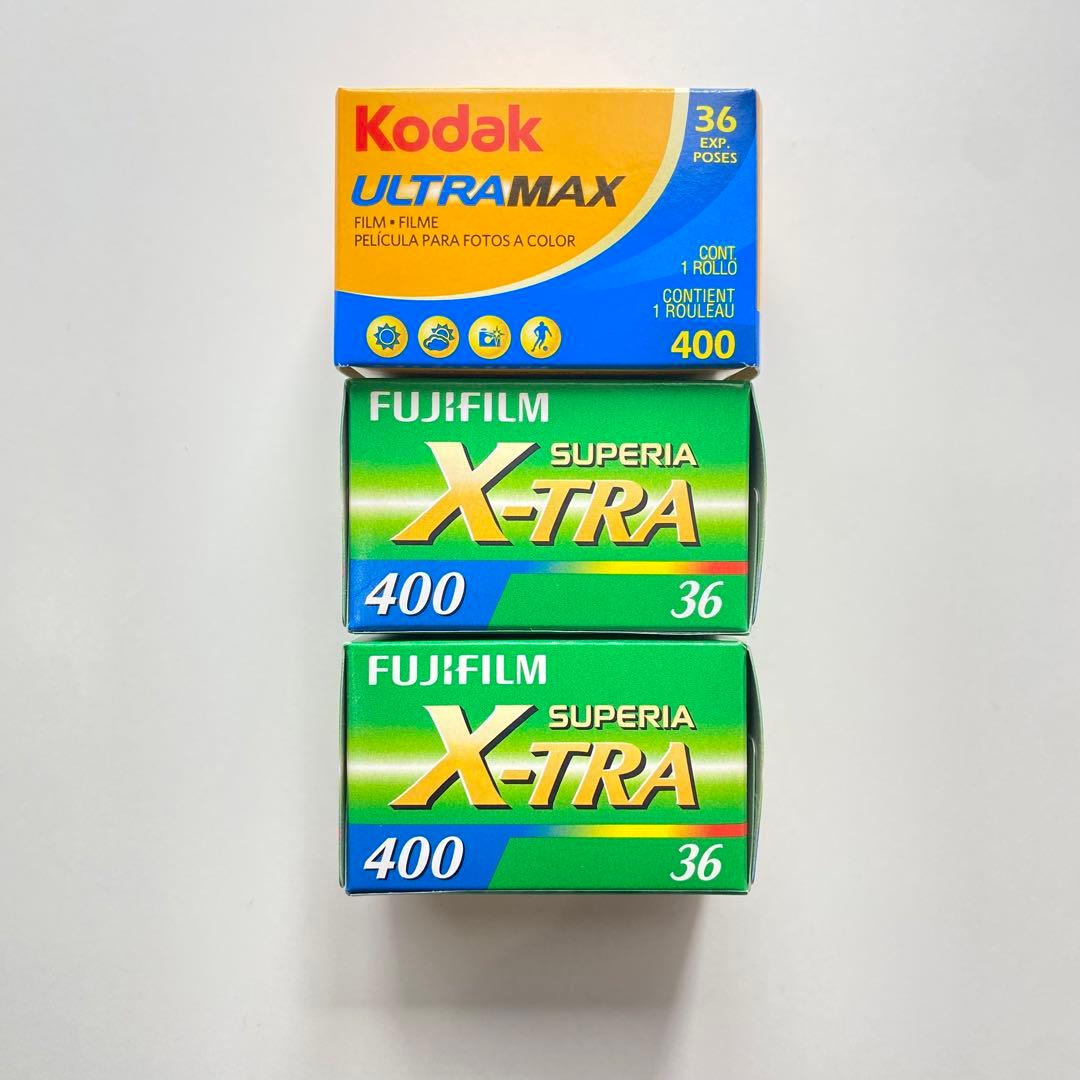 Kodak
36
EXP.
POSES
ULTRAMAX
FILM ▪ FILME
PELÍCULA PARA FOTOS A COLOR
CONT.
1 ROLLO
CONTIENT
1 ROULEAU
400
FUJIFILM
SUPERIA
X-TRA
400 36
FUJIFILM
SUPERIA
X-TRA
400 36